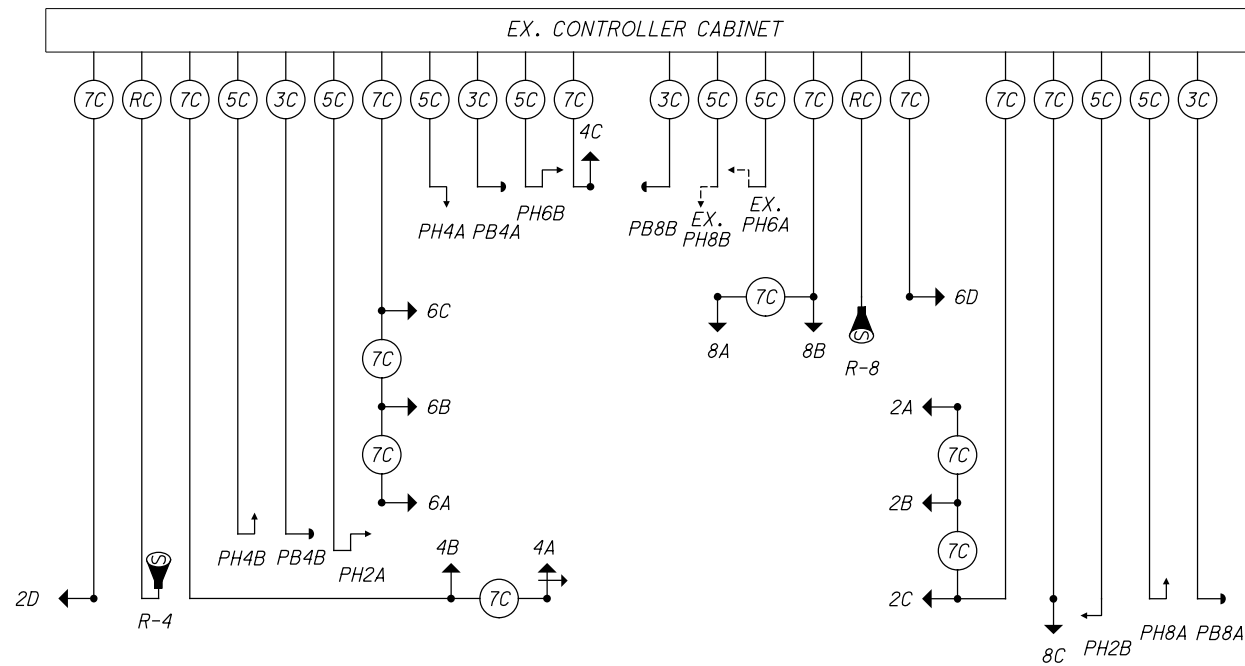 EX. CONTROLLER CABINET
7C RC 7C 5C 3C 5C 7C 5C 3C 5C 7C 3C 5C 5C 7C RC 7C 7C 7C 5C 5C 3C
4C
PH4A PB4A PH6B PB8B EX. PH8B EX. PH6A
6C 7C 6D
8A 8B
7C R-8
6B 2A
7C 7C
6A 2B
PH4B PB4B PH2A 4B 4A 7C
2D R-4 7C 2C
8C PH2B PH8A PB8A
S
S